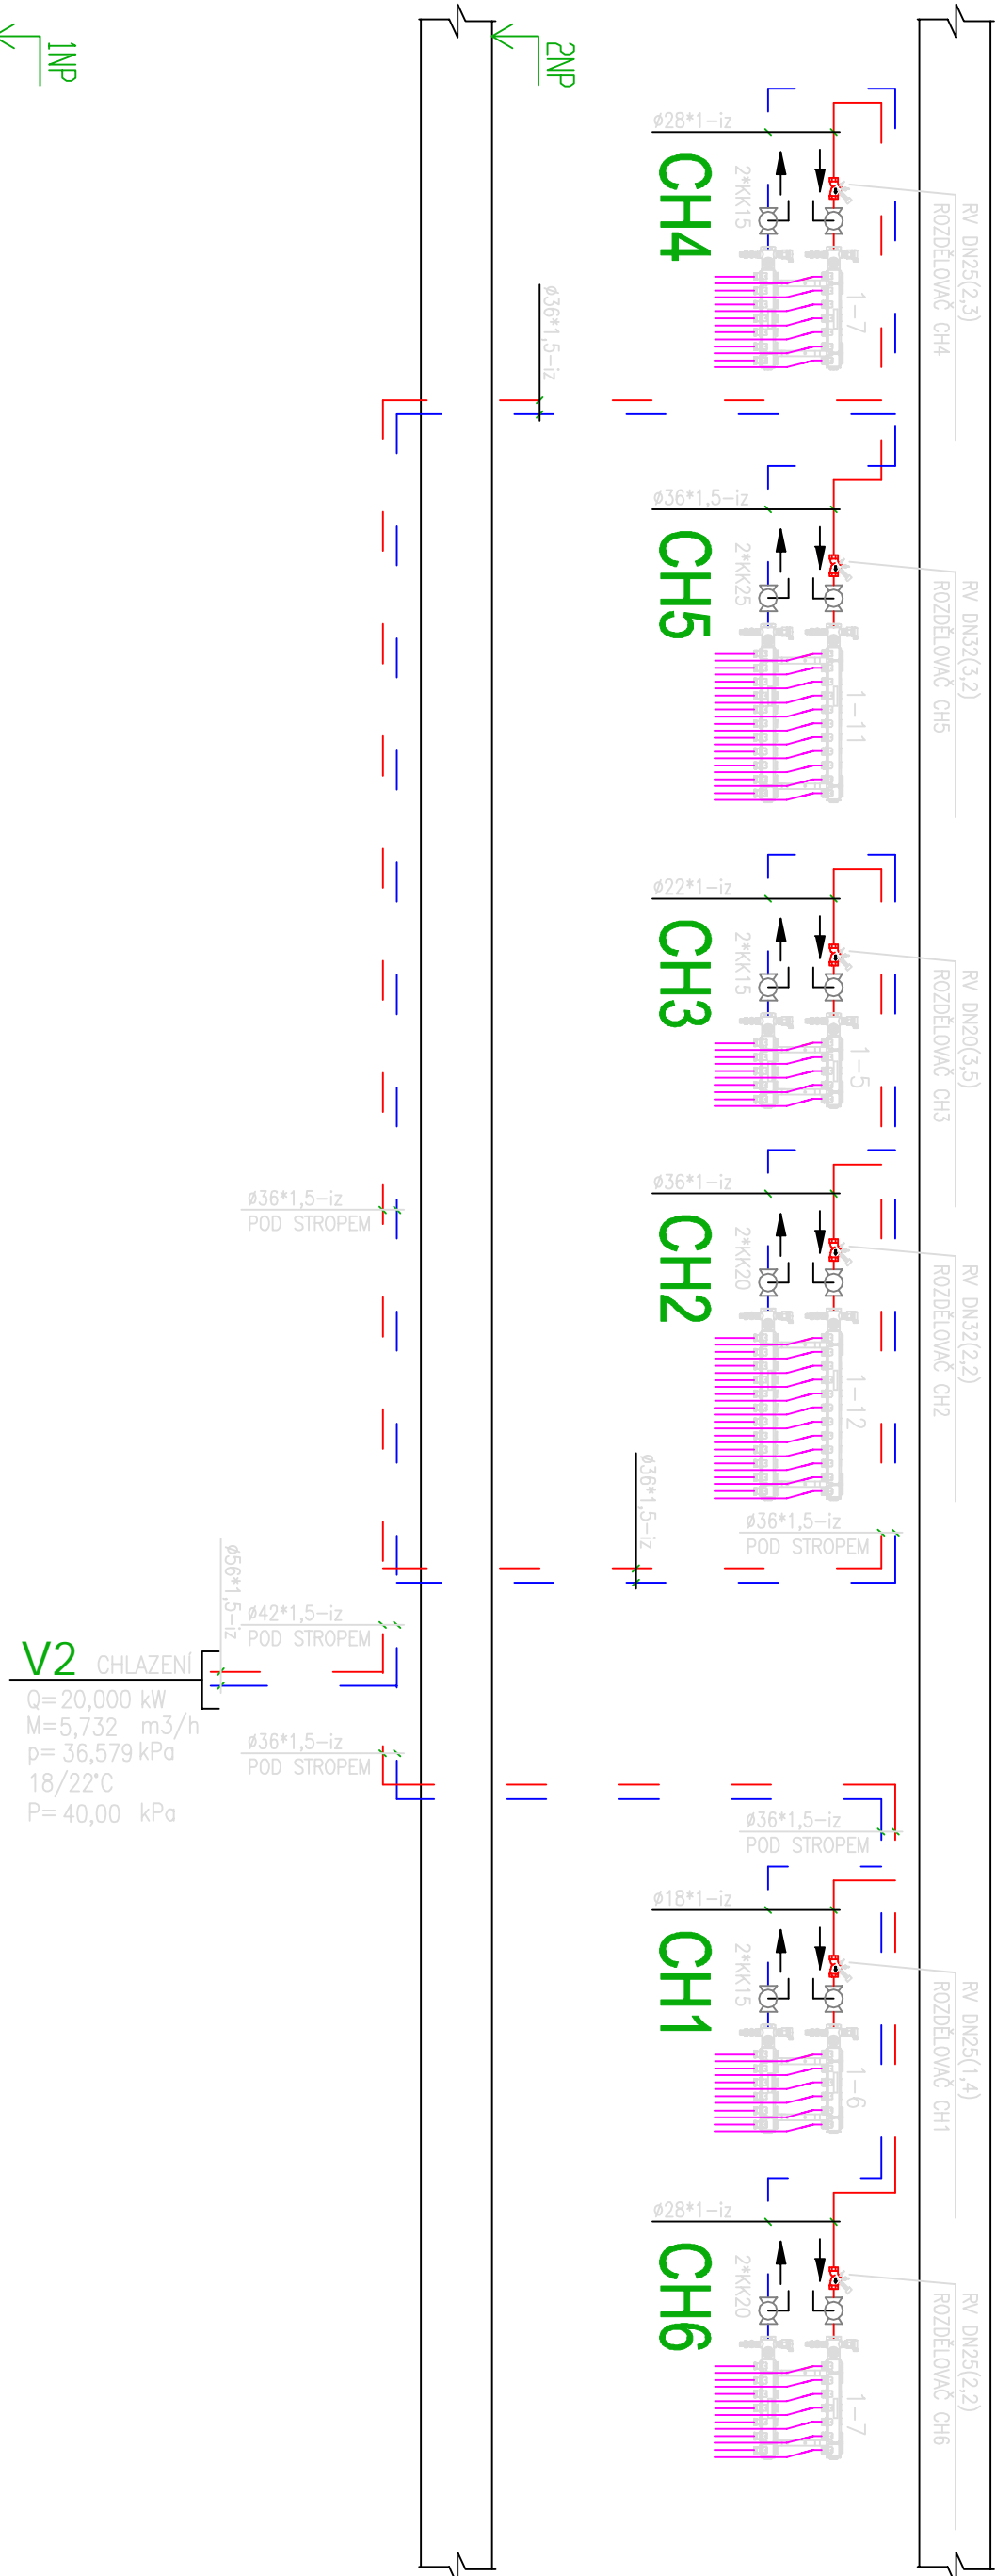 1NP
2NP
RV DN25(2,3)
ROZDĚLOVAČ CH4
ø28*1-iz
CH4
2*KK15
1-7
ø36*1,5-iz
RV DN32(3,2)
ROZDĚLOVAČ CH5
ø36*1,5-iz
CH5
2*KK25
1-11
RV DN20(3,5)
ROZDĚLOVAČ CH3
ø22*1-iz
CH3
2*KK15
1-5
RV DN32(2,2)
ROZDĚLOVAČ CH2
ø36*1-iz
CH2
2*KK20
1-12
ø36*1,5-iz
POD STROPEM
ø36*1,5-iz
ø36*1,5-iz
POD STROPEM
ø56*1,5-iz
ø42*1,5-iz
POD STROPEM
V2 CHLAZENÍ
Q=20,000 kW
M=5,732 m3/h
p= 36,579 kPa
18/22°C
P= 40,00 kPa
ø36*1,5-iz
POD STROPEM
ø36*1,5-iz
POD STROPEM
RV DN25(1,4)
ROZDĚLOVAČ CH1
ø18*1-iz
CH1
2*KK15
1-6
RV DN25(2,2)
ROZDĚLOVAČ CH6
ø28*1-iz
CH6
2*KK20
1-7